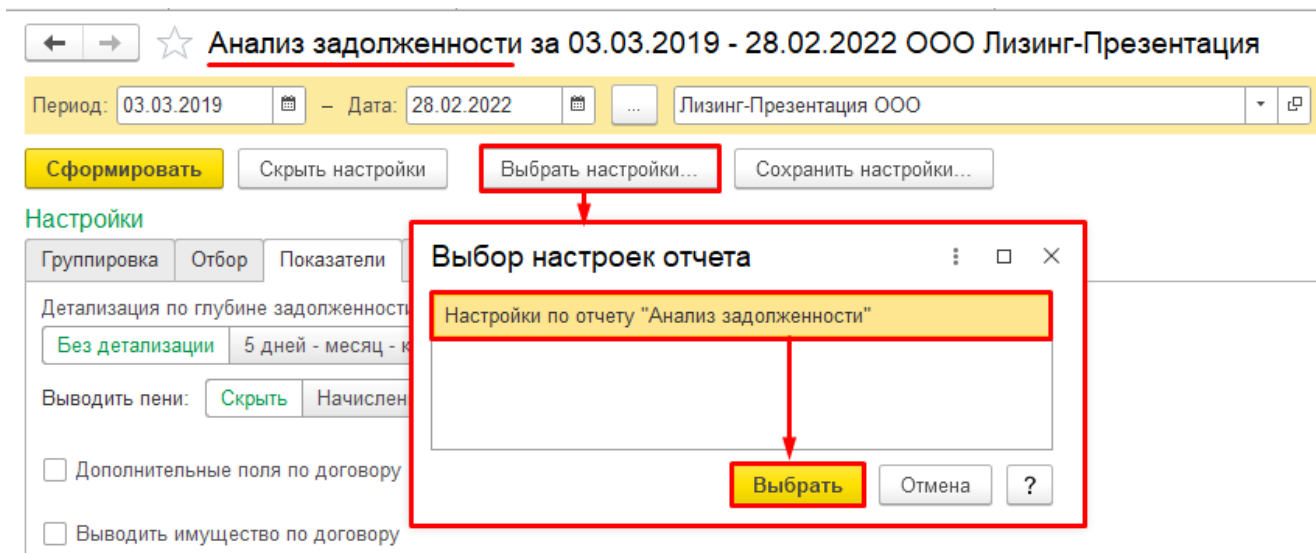 Анализ задолженности за 03.03.2019 - 28.02.2022 ООО Лизинг-Презентация
Период: 03.03.2019 – Дата: 28.02.2022 ... Лизинг-Презентация ООО
Сформировать Скрыть настройки Выбрать настройки... Сохранить настройки...
Настройки
Группировка Отбор Показатели
Выбор настроек отчета
Детализация по глубине задолженности
Настройки по отчету "Анализ задолженности"
Без детализации 5 дней - месяц - к
Выводить пени: Скрыть Начислен
Дополнительные поля по договору
Выбрать Отмена ?
Выводить имущество по договору